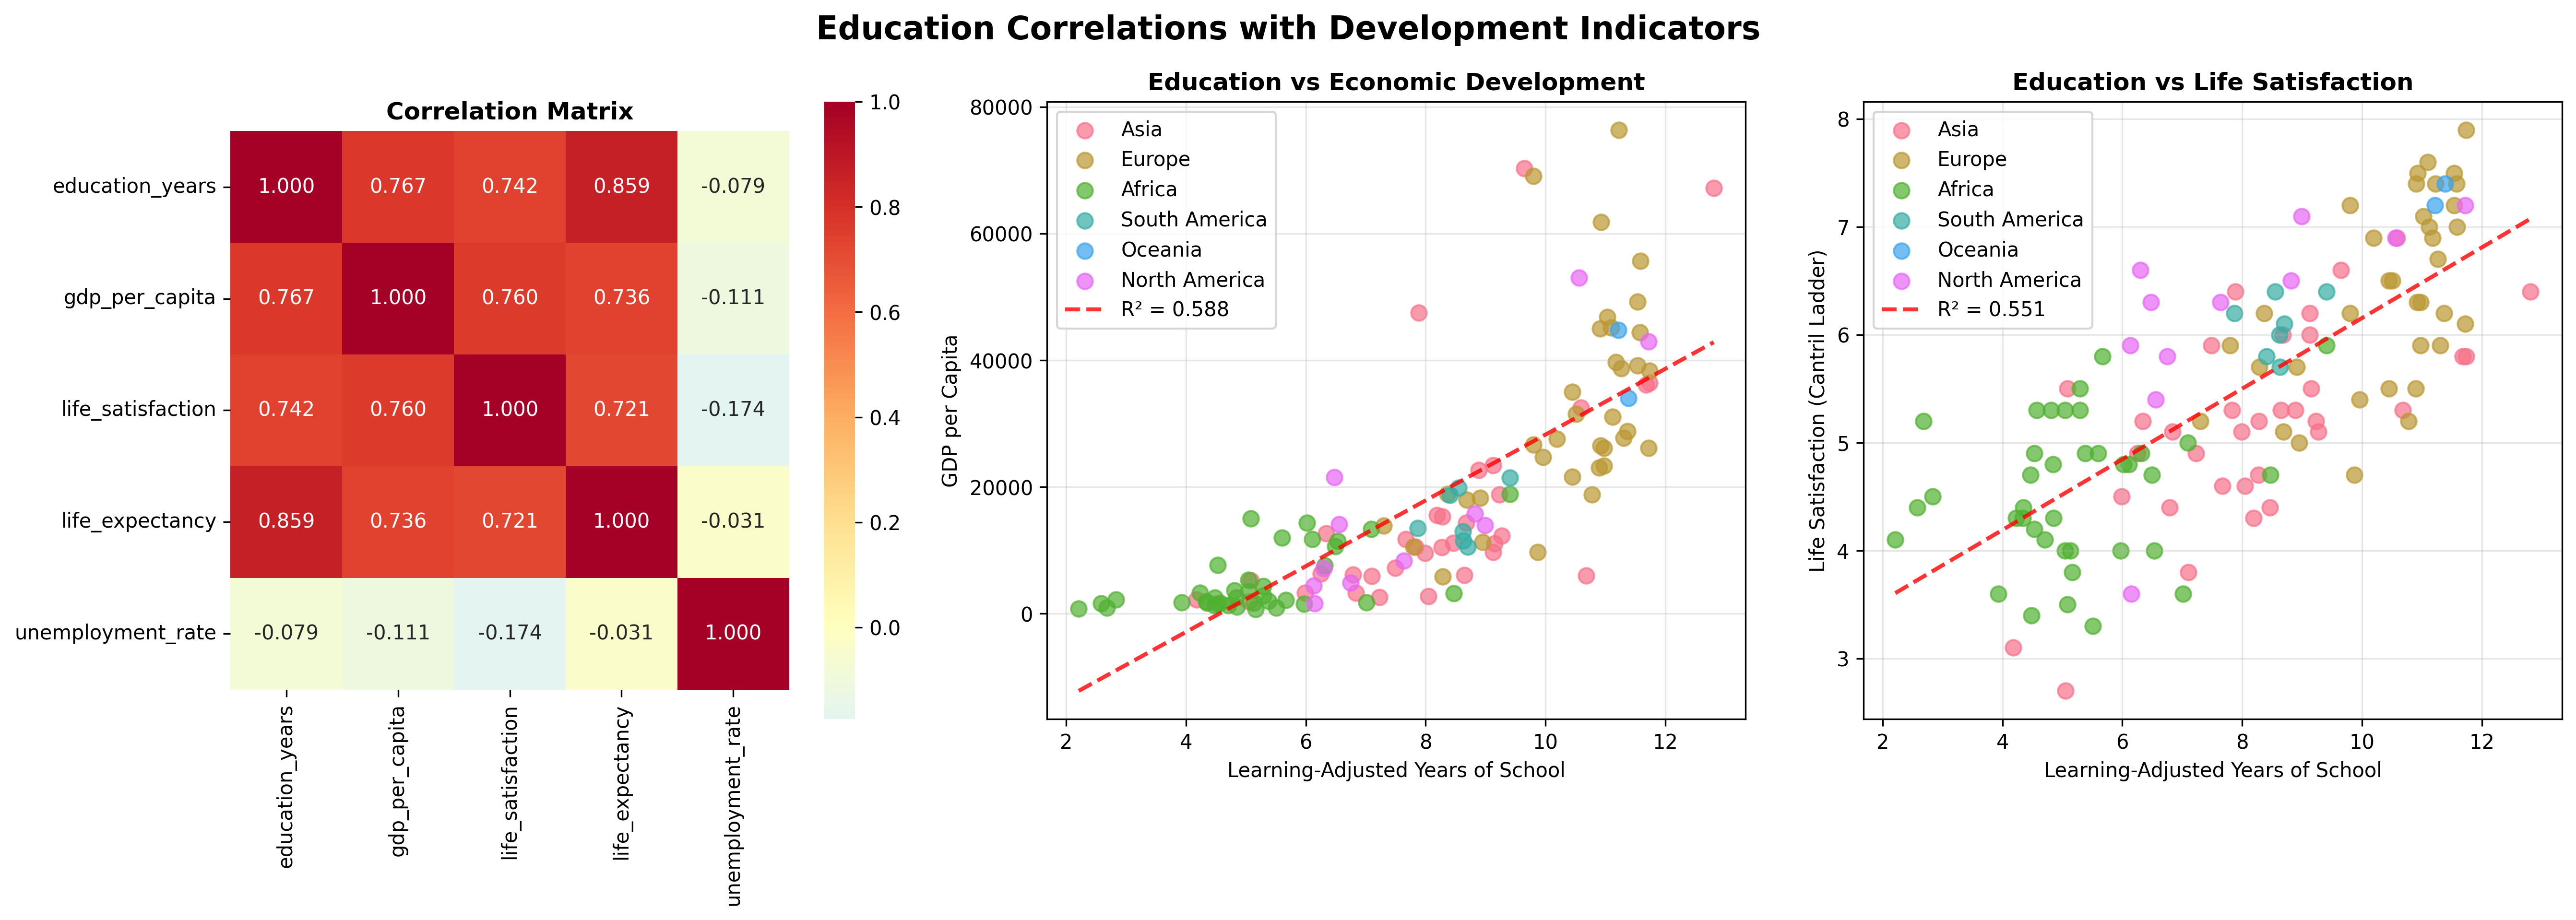 Education Correlations with Development Indicators
Correlation Matrix
education_years
1.000 0.767 0.742 0.859 -0.079
gdp_per_capita
0.767 1.000 0.760 0.736 -0.111
life_satisfaction
0.742 0.760 1.000 0.721 -0.174
life_expectancy
0.859 0.736 0.721 1.000 -0.031
unemployment_rate
-0.079 -0.111 -0.174 -0.031 1.000
education_years
gdp_per_capita
life_satisfaction
life_expectancy
unemployment_rate
1.0
0.8
0.6
0.4
0.2
0.0
Education vs Economic Development
GDP per Capita
80000
60000
40000
20000
0
Asia
Europe
Africa
South America
Oceania
North America
R² = 0.588
2 4 6 8 10 12
Learning-Adjusted Years of School
Education vs Life Satisfaction
Life Satisfaction (Cantril Ladder)
8
7
6
5
4
3
Asia
Europe
Africa
South America
Oceania
North America
R² = 0.551
2 4 6 8 10 12
Learning-Adjusted Years of School